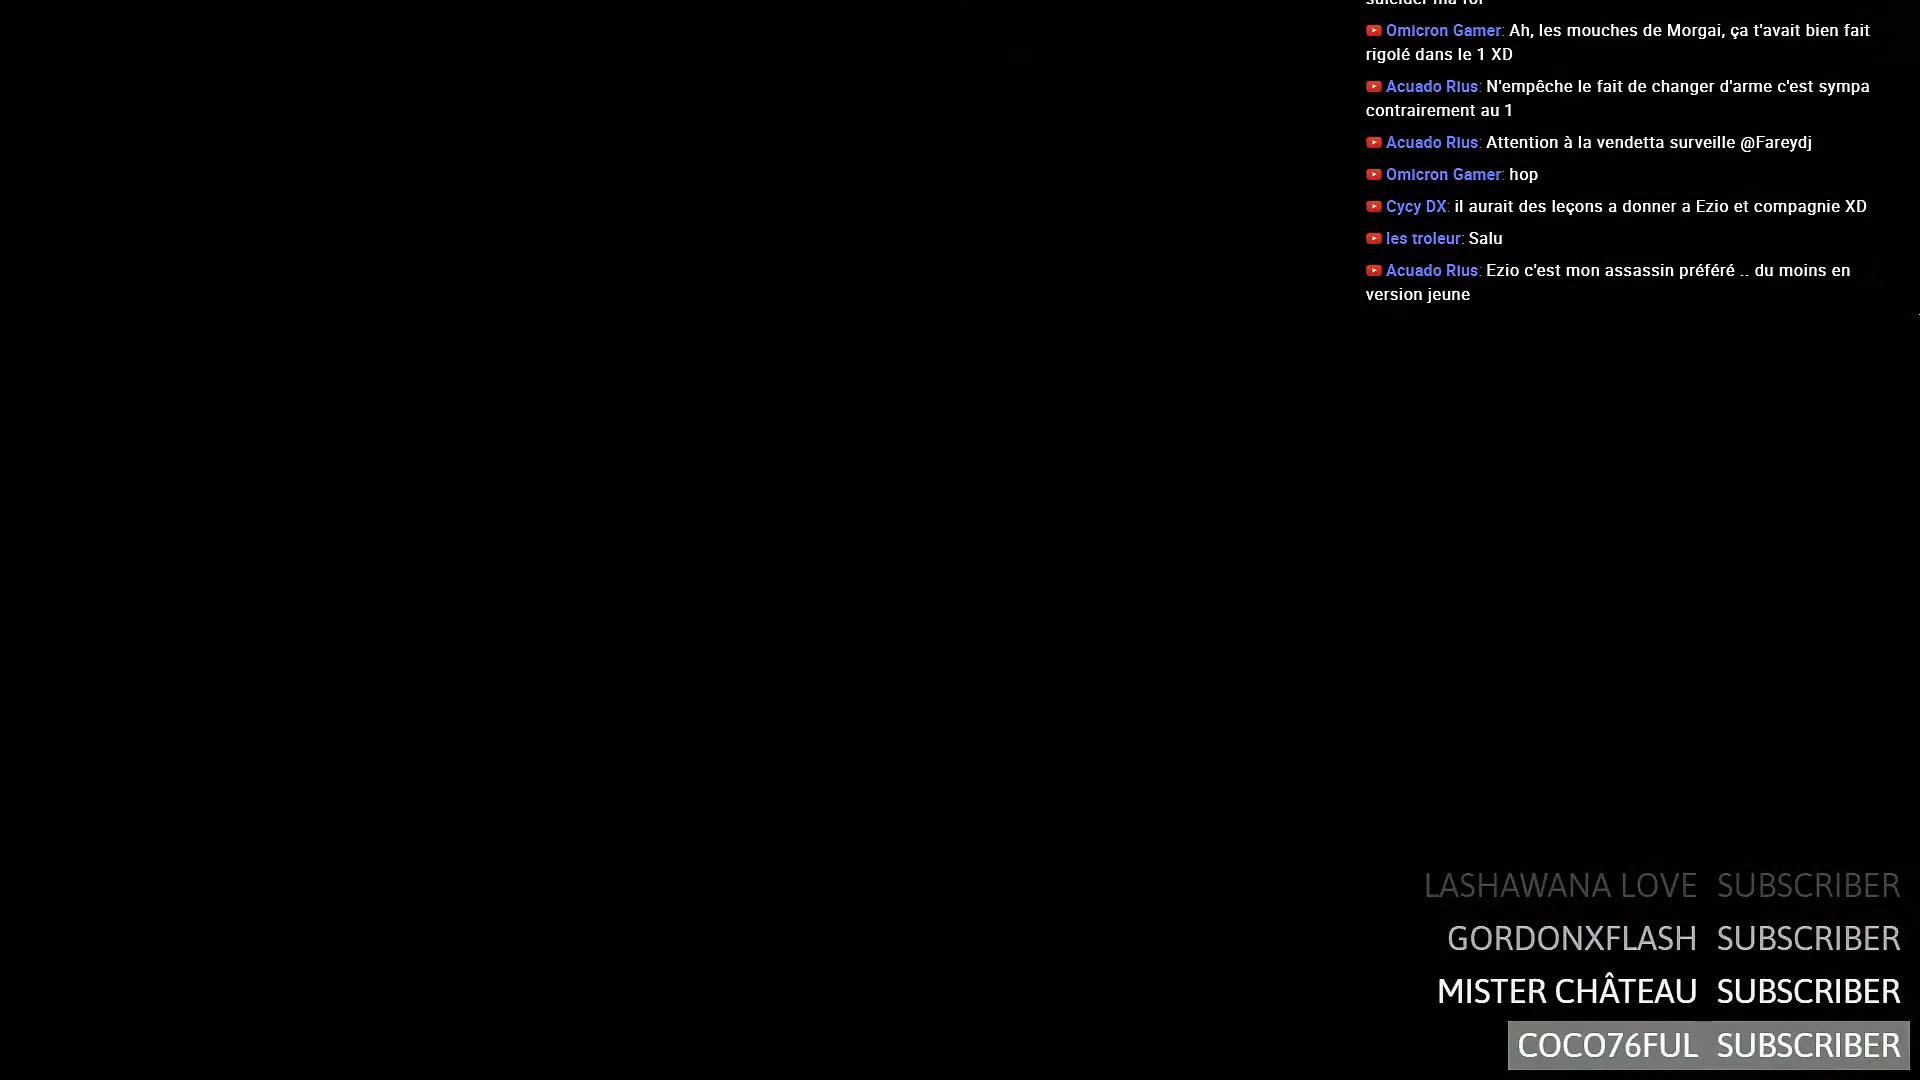 suicider ma foi
Omicron Gamer: Ah, les mouches de Morgai, ça t'avait bien fait
rigolé dans le 1 XD
Acuado Rius: N'empêche le fait de changer d'arme c'est sympa
contrairement au 1
Acuado Rius: Attention à la vendetta surveille @Fareydj
Omicron Gamer: hop
Cycy DX: il aurait des leçons a donner a Ezio et compagnie XD
les troleur: Salu
Acuado Rius: Ezio c'est mon assassin préféré .. du moins en
version jeune
LASHAWANA LOVE SUBSCRIBER
GORDONXFLASH SUBSCRIBER
MISTER CHÂTEAU SUBSCRIBER
COCO76FUL SUBSCRIBER